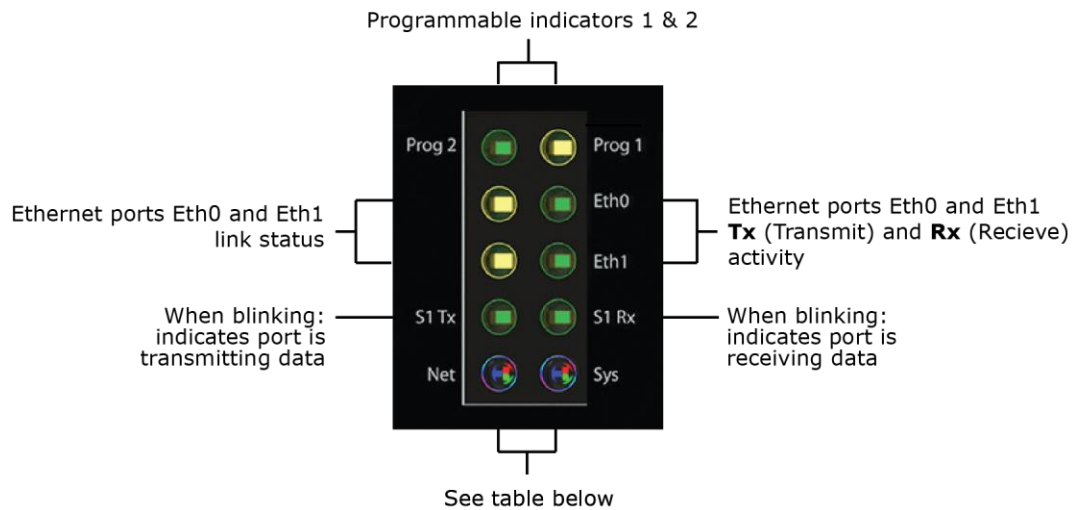 Programmable indicators 1 & 2
Prog 2
Prog 1
Ethernet ports Eth0 and Eth1
link status
Eth0
Eth1
Ethernet ports Eth0 and Eth1
Tx (Transmit) and Rx (Recieve)
activity
When blinking:
indicates port is
transmitting data
S1 Tx
S1 Rx
When blinking:
indicates port is
receiving data
Net
Sys
See table below